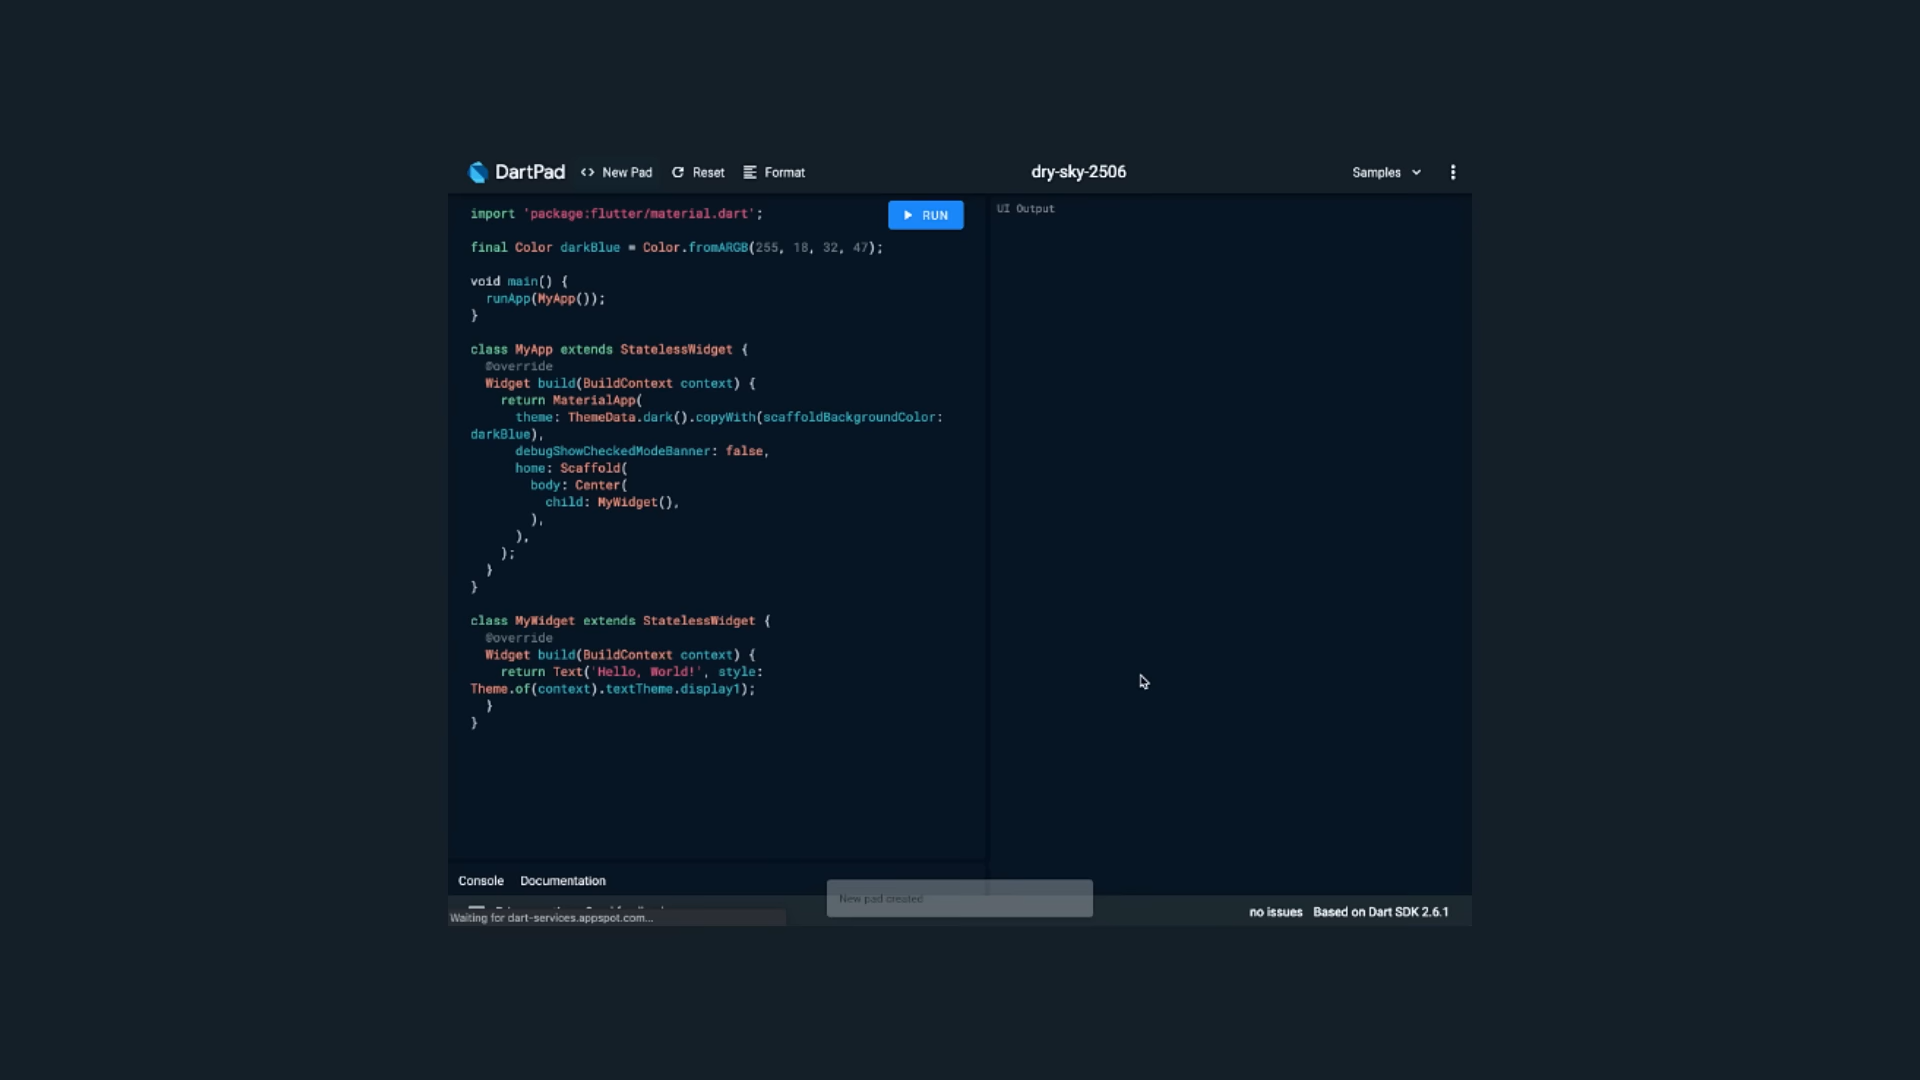 DartPad <> New Pad Reset Format dry-sky-2506 Samples
import 'package:flutter/material.dart';
RUN
UI Output
final Color darkBlue = Color.fromARGB(255, 18, 32, 47);
void main() {
runApp(MyApp());
}
class MyApp extends StatelessWidget {
@override
Widget build(BuildContext context) {
return MaterialApp(
theme: ThemeData.dark().copyWith(scaffoldBackgroundColor:
darkBlue),
debugShowCheckedModeBanner: false,
home: Scaffold(
body: Center(
child: MyWidget(),
),
),
);
}
}
class MyWidget extends StatelessWidget {
@override
Widget build(BuildContext context) {
return Text('Hello, World!', style:
Theme.of(context).textTheme.display1);
}
}
Console Documentation
New pad created
Waiting for dart-services.appspot.com...
no issues Based on Dart SDK 2.6.1